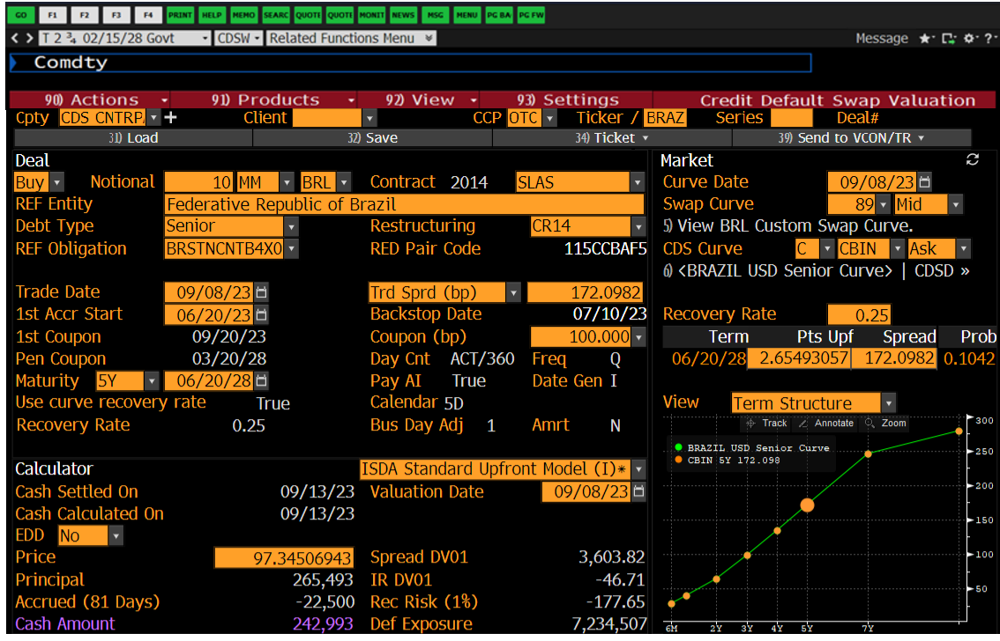 GO F1 F2 F3 F4 PRINT HELP MEMO SEARC QUOTE QUOTE MONIT NEWS MSG MENU PG BA PG FW
< > T 2 ¾ 02/15/28 Govt CDSW Related Functions Menu Message
Comdty
90) Actions 91) Products 92) View 93) Settings Credit Default Swap Valuation
Cpty CDS CNTRP Client CCP OTC Ticker / BRAZ Series Deal#
31) Load 32) Save 34) Ticket 39) Send to VCON/TR
Deal Market
Buy Notional 10 MM BRL Contract 2014 SLAS Curve Date 09/08/23
REF Entity Federative Republic of Brazil Swap Curve 89 Mid
Debt Type Senior Restructuring CR14 5) View BRL Custom Swap Curve.
REF Obligation BRSTNCNTB4X0 RED Pair Code 115CCBAF5 CDS Curve C CBIN Ask
6) <BRAZIL USD Senior Curve> | CDSD »
Trade Date 09/08/23 Trd Sprd (bp) 172.0982
1st Accr Start 06/20/23 Backstop Date 07/10/23 Recovery Rate 0.25
1st Coupon 09/20/23 Coupon (bp) 100.000 Term Pts Upf Spread Prob
Pen Coupon 03/20/28 Day Cnt ACT/360 Freq Q 06/20/28 2.65493057 172.0982 0.1042
Maturity 5Y 06/20/28 Pay AI True Date Gen I
Use curve recovery rate True Calendar 5D View Term Structure
Recovery Rate 0.25 Bus Day Adj 1 Amrt N Track Annotate Zoom
300
BRAZIL USD Senior Curve
CBIN 5Y 172.098
250
Calculator ISDA Standard Upfront Model (I)*
Cash Settled On 09/13/23 Valuation Date 09/08/23 200
Cash Calculated On 09/13/23
EDD No 150
Price 97.34506943 Spread DV01 3,603.82 100
Principal 265,493 IR DV01 -46.71 50
Accrued (81 Days) -22,500 Rec Risk (1%) -177.65
Cash Amount 242,993 Def Exposure 7,234,507 6M 2Y 3Y 4Y 5Y 7Y